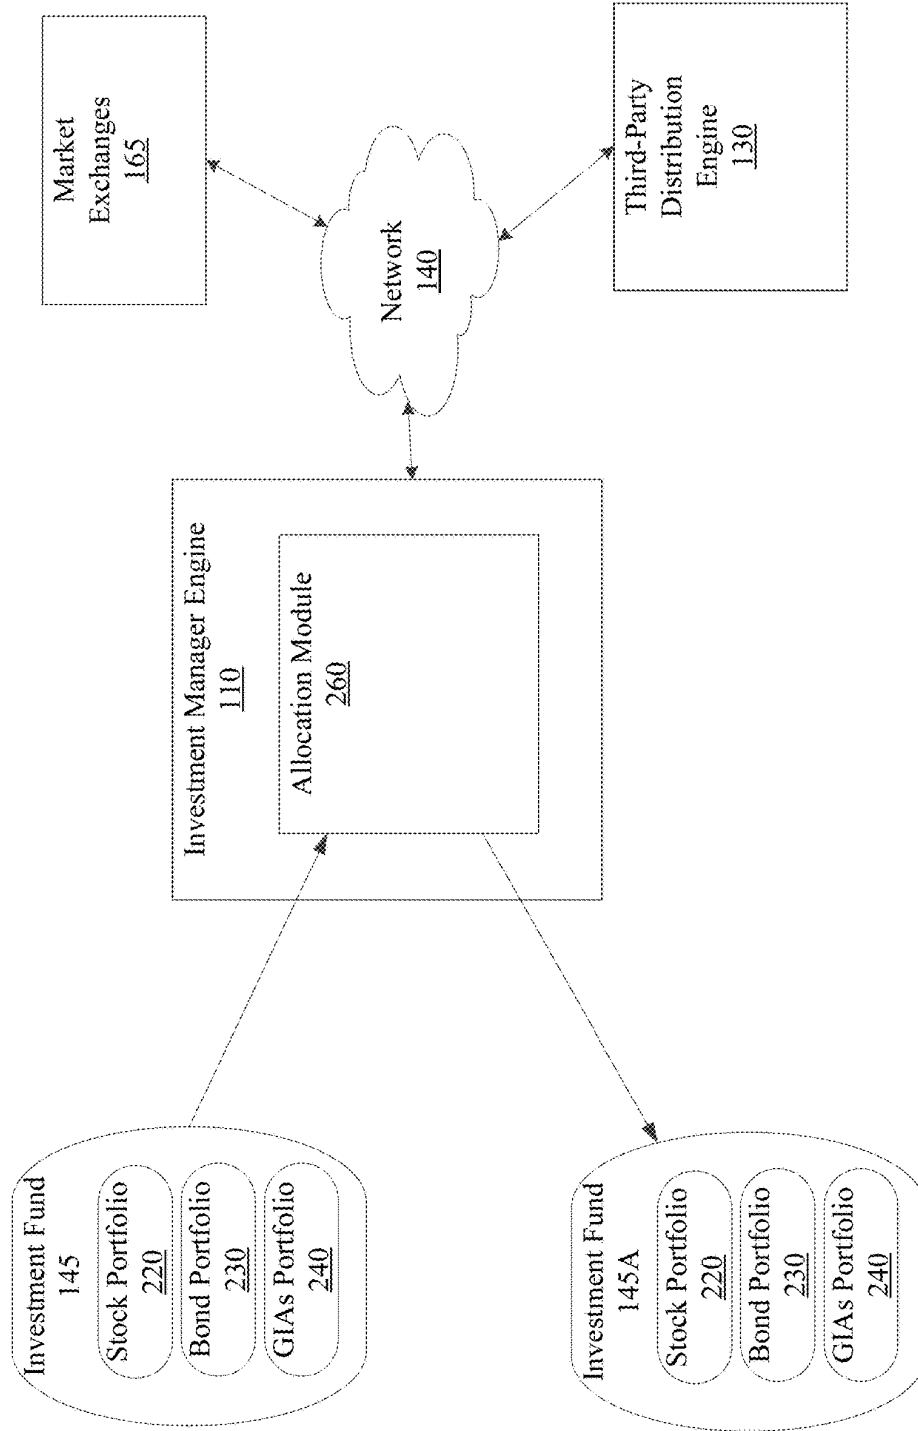 Investment Fund
145
Stock Portfolio
220
Bond Portfolio
230
GIAs Portfolio
240
Investment Manager Engine
110
Allocation Module
260
Network
140
Market
Exchanges
165
Third-Party
Distribution
Engine
130
Investment Fund
145A
Stock Portfolio
220
Bond Portfolio
230
GIAs Portfolio
240